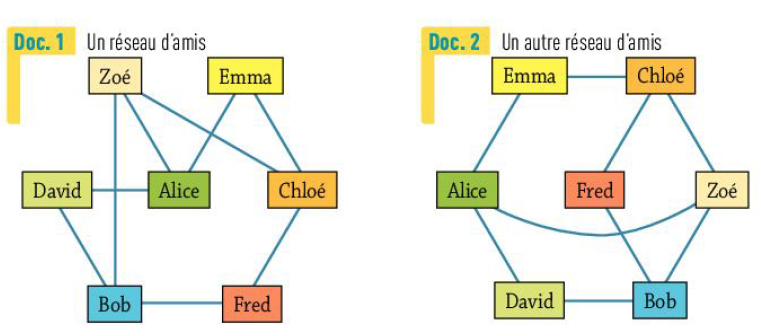 Doc. 1 Un réseau d'amis
Zoé
Emma
David
Alice
Chloé
Bob
Fred
Doc. 2 Un autre réseau d'amis
Emma
Chloé
Alice
Fred
Zoé
David
Bob